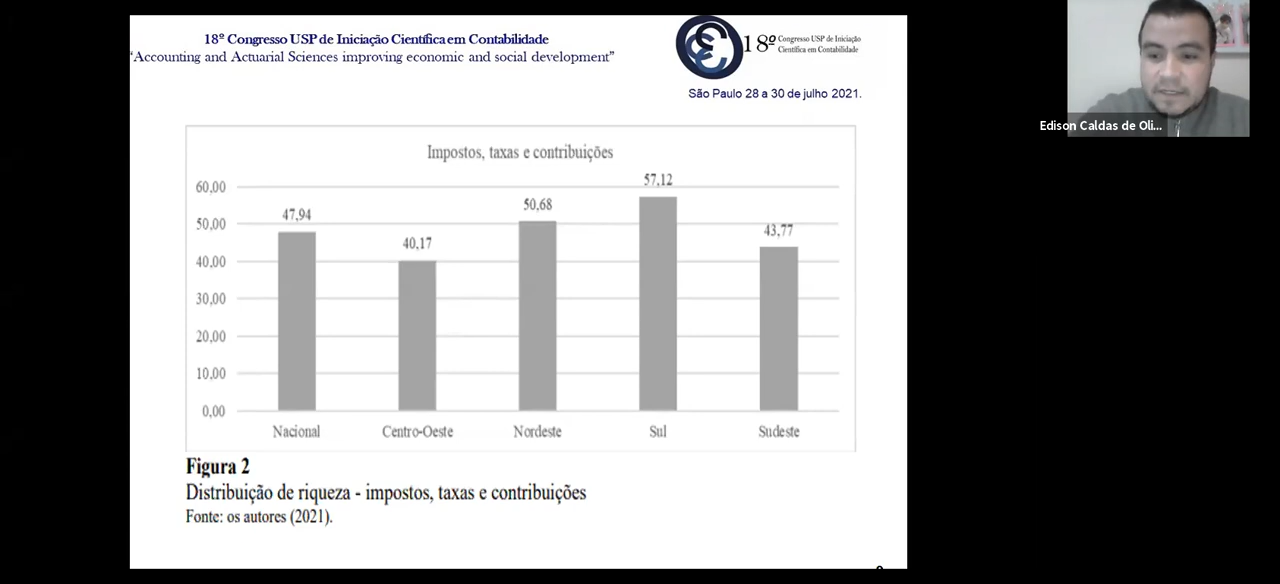 18º Congresso USP de Iniciação Científica em Contabilidade
“Accounting and Actuarial Sciences improving economic and social development”
18º Congresso USP de Iniciação
Científica em Contabilidade
São Paulo 28 a 30 de julho 2021.
Edison Caldas de Oli...
Impostos, taxas e contribuições
60,00
50,00
40,00
30,00
20,00
10,00
0,00
47,94
40,17
50,68
57,12
43,77
Nacional Centro-Oeste Nordeste Sul Sudeste
Figura 2
Distribuição de riqueza - impostos, taxas e contribuições
Fonte: os autores (2021).